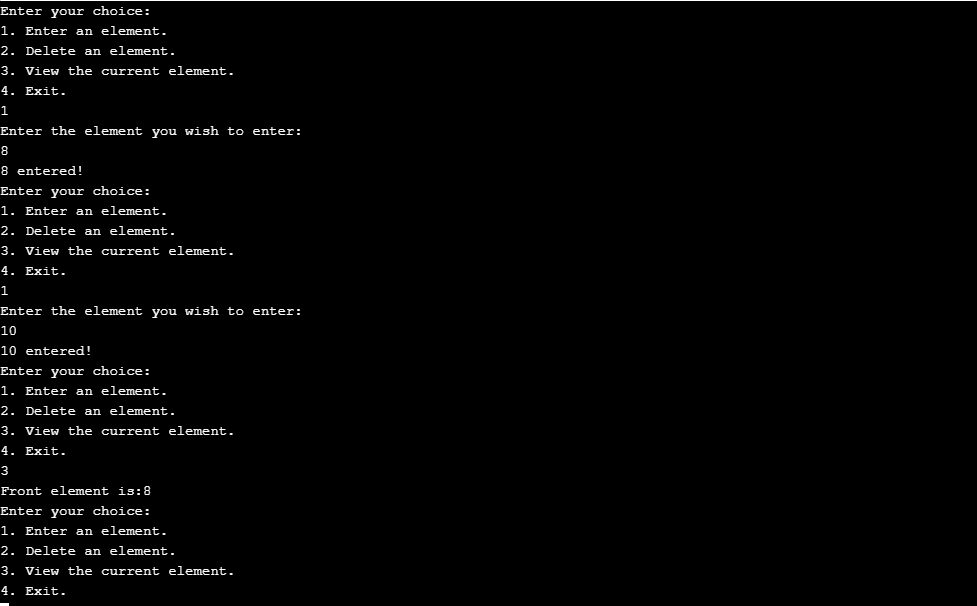 Enter your choice:
1. Enter an element.
2. Delete an element.
3. View the current element.
4. Exit.
1
Enter the element you wish to enter:
8
8 entered!
Enter your choice:
1. Enter an element.
2. Delete an element.
3. View the current element.
4. Exit.
1
Enter the element you wish to enter:
10
10 entered!
Enter your choice:
1. Enter an element.
2. Delete an element.
3. View the current element.
4. Exit.
3
Front element is:8
Enter your choice:
1. Enter an element.
2. Delete an element.
3. View the current element.
4. Exit.